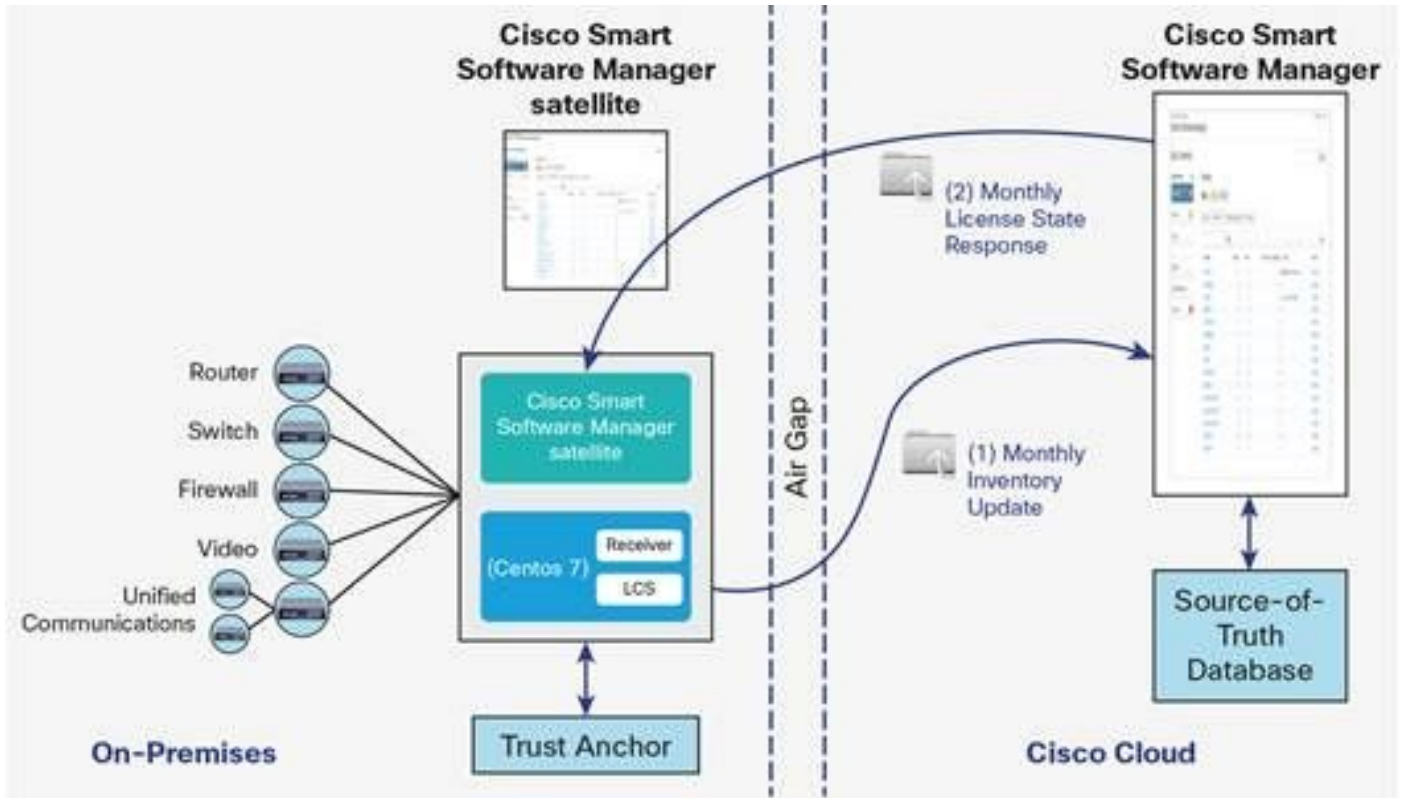 Cisco Smart
Software Manager
satellite
Cisco Smart
Software Manager
(2) Monthly
License State
Response
Router
Switch
Firewall
Video
Unified
Communications
Cisco Smart
Software Manager
satellite
(Centos 7)
Receiver
LCS
Air Gap
(1) Monthly
Inventory
Update
Source-of-
Truth
Database
Trust Anchor
On-Premises
Cisco Cloud